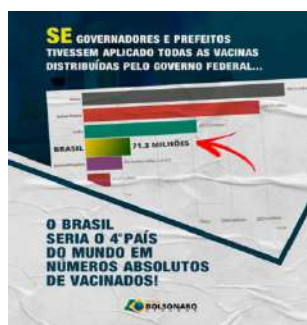 SE GOVERNADORES E PREFEITOS
TIVESSEM APLICADO TODAS AS VACINAS
DISTRIBUÍDAS PELO GOVERNO FEDERAL...
BRASIL
71.3 MILHÕES
O BRASIL
SERIA O 4º PAÍS
DO MUNDO EM
NÚMEROS ABSOLUTOS
DE VACINADOS!
BOLSONARO